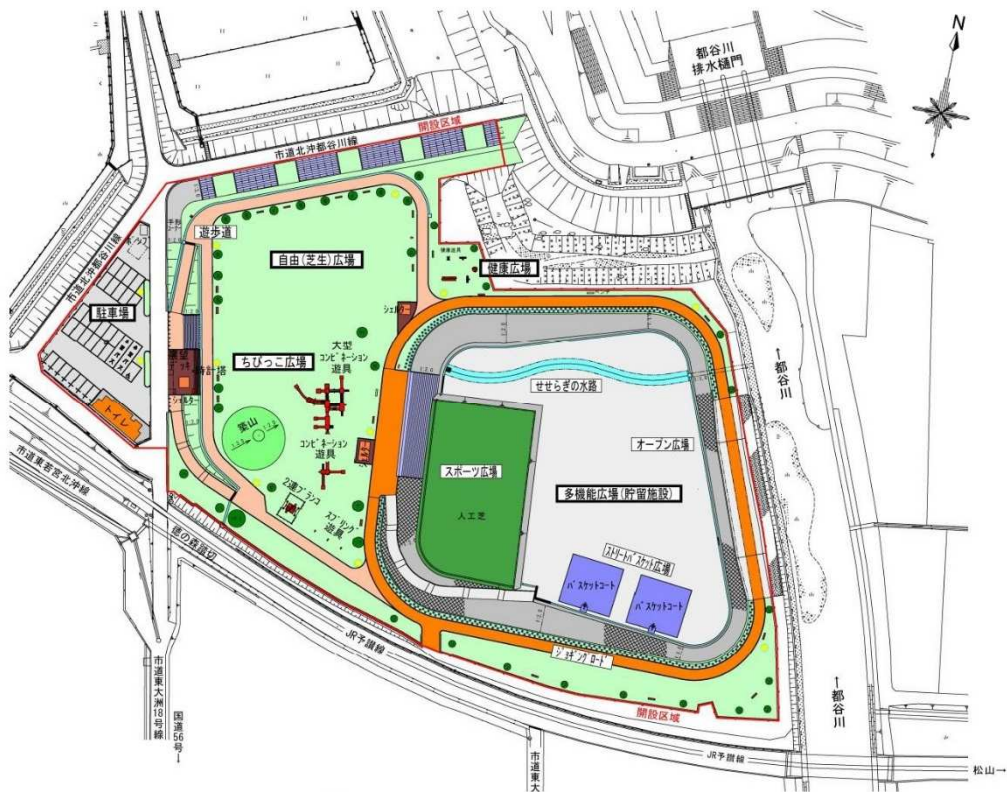 N
都谷川
排水樋門
開設区域
市道北沖都谷川線
市道北沖都谷川線
遊歩道
自由(芝生)広場
健康遊具
健康広場
駐車場
シェルター
大型
コンビネーション
遊具
ちびっこ広場
時計塔
シェルター
トイレ
築山
せせらぎの水路
←都谷川
オープン広場
コンビネーション
遊具
スポーツ広場
多機能広場(貯留施設)
人工芝
2連ブランコ
スプリング
遊具
ストリートバスケット広場
バスケットコート
バスケットコート
市道東若宮北沖線
徳の森踏切
JR予讃線
ジョギングロード
開設区域
←都谷川
市道東大洲18号線
国道56号→
市道東大
JR予讃線
松山→